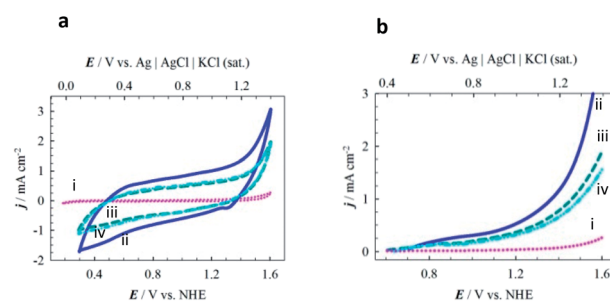 a
b
E / V vs. Ag | AgCl | KCl (sat.)
0.0 0.4 0.8 1.2
3
2
1
0
-1
-2
j / mA cm⁻²
i
iii
iv
ii
0.4 0.8 1.2 1.6
E / V vs. NHE
E / V vs. Ag | AgCl | KCl (sat.)
0.4 0.8 1.2
3
2
1
0
j / mA cm⁻²
ii
iii
iv
i
0.8 1.2 1.6
E / V vs. NHE